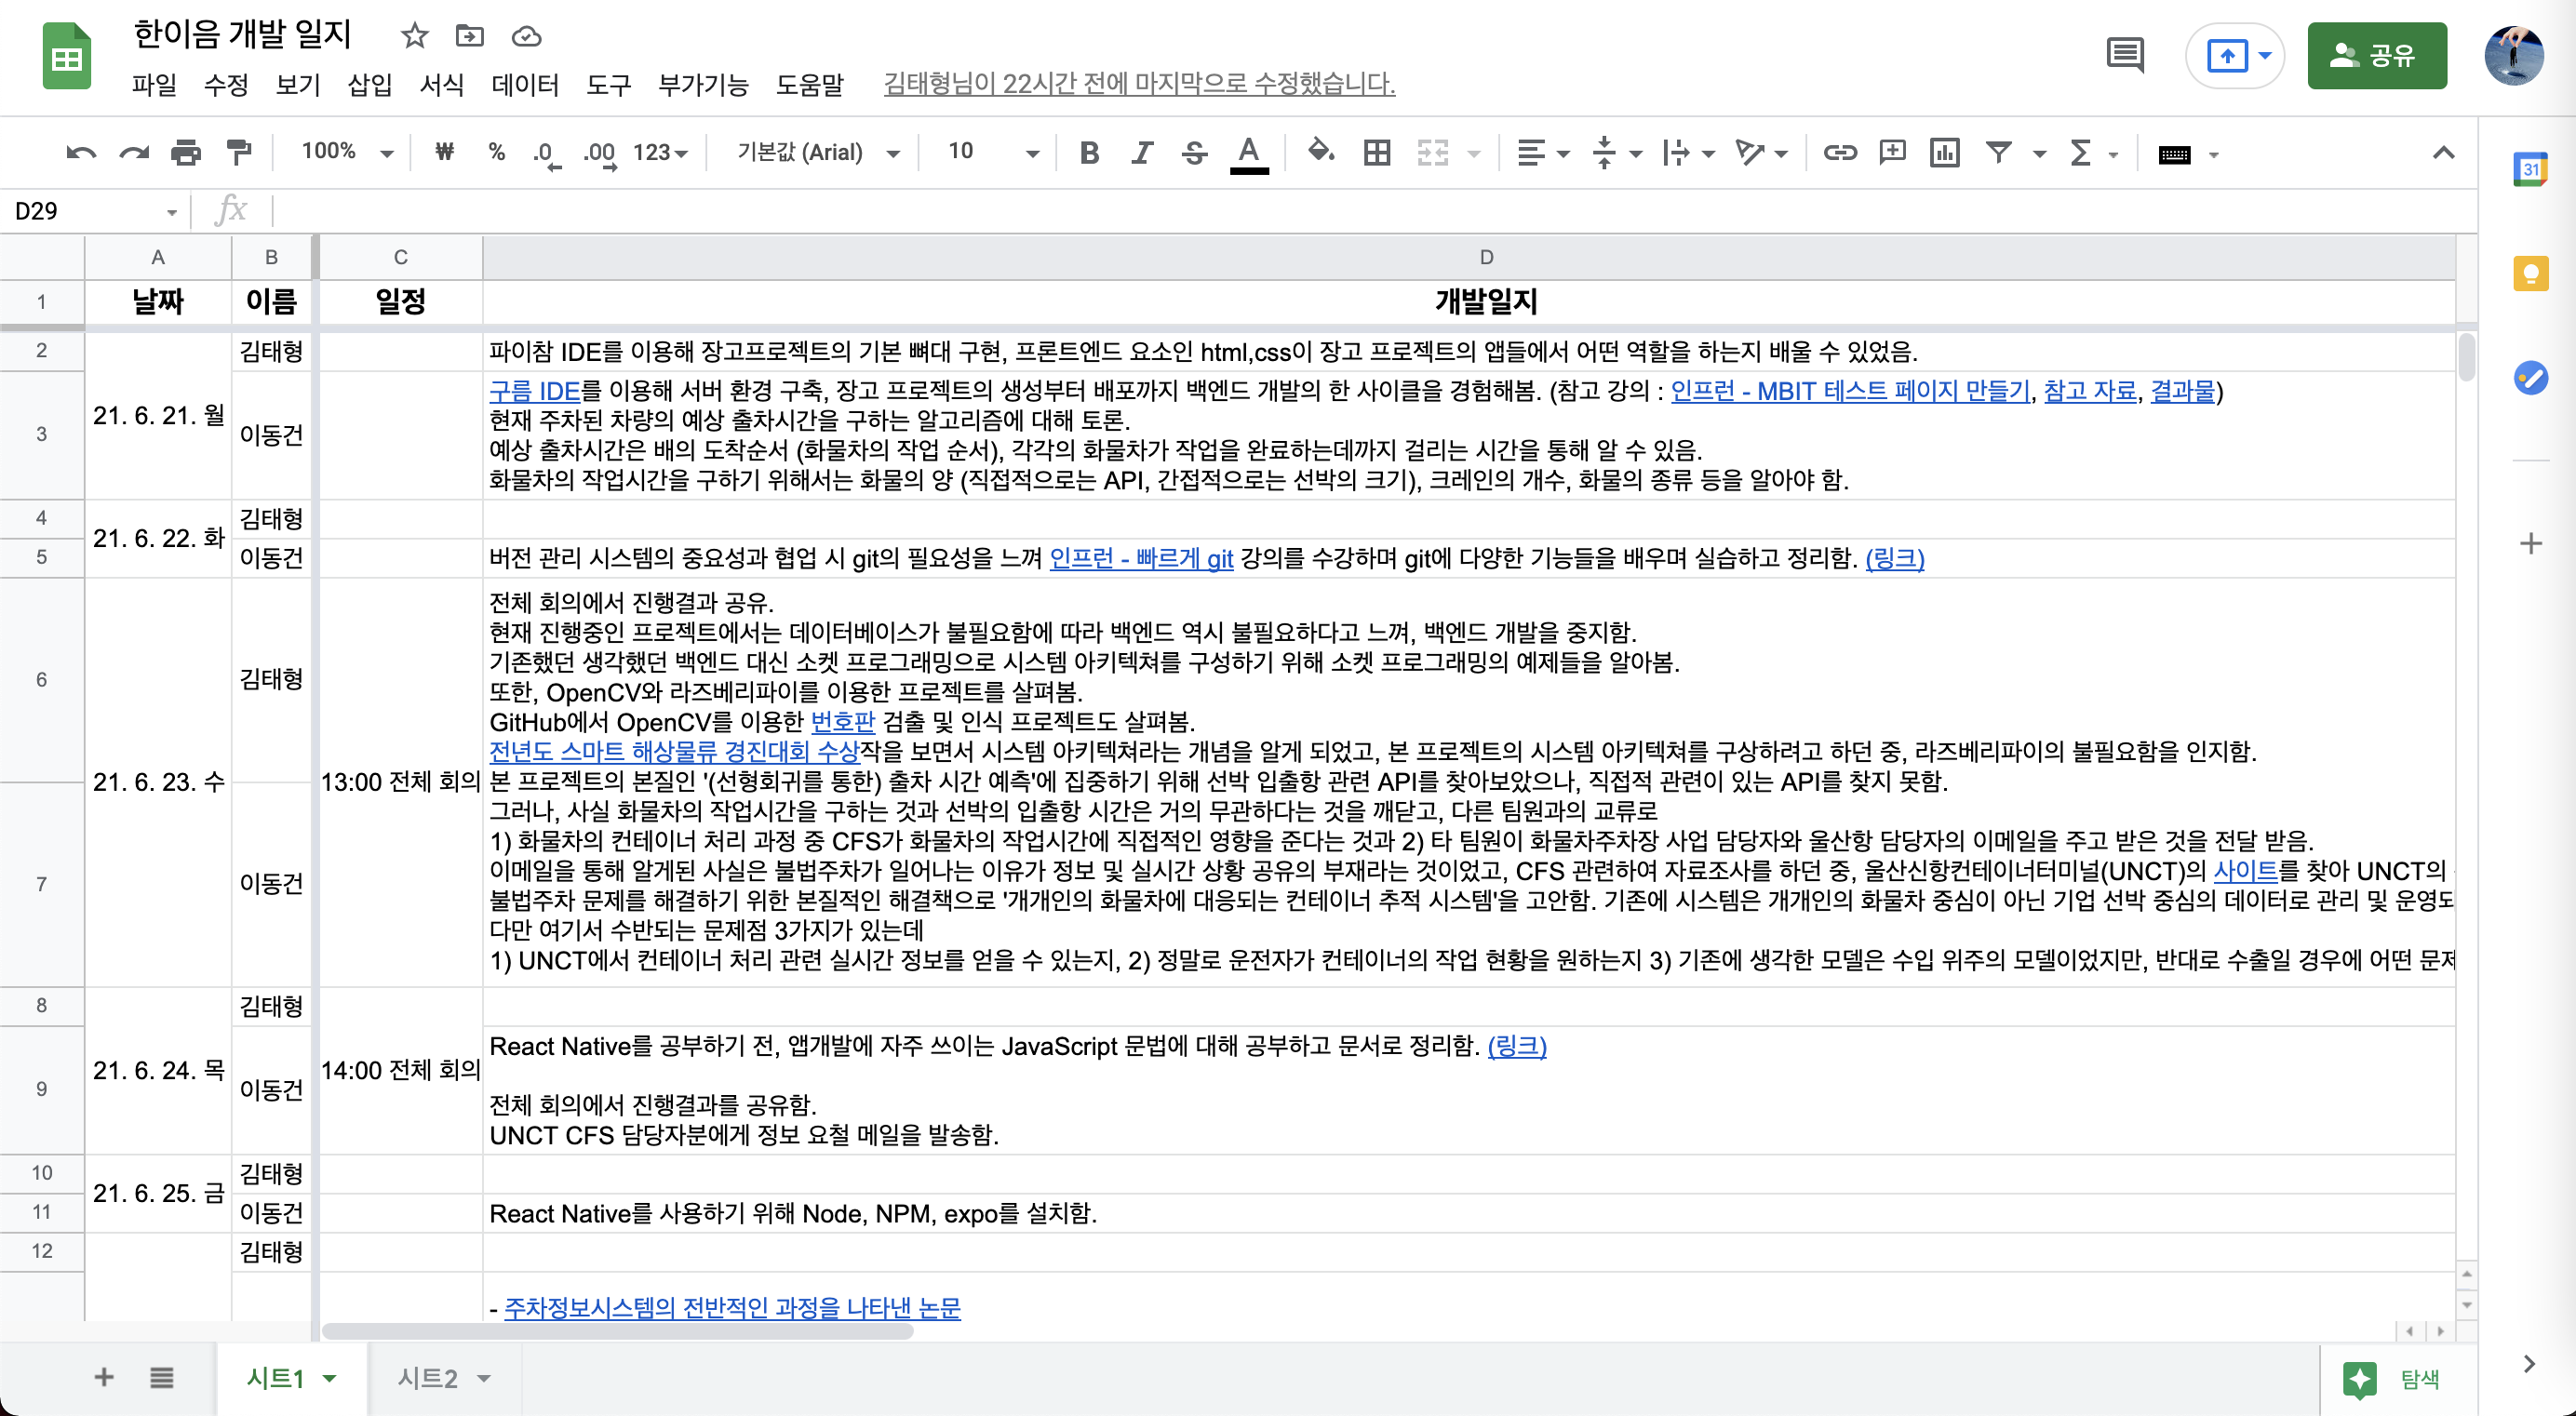 한이음 개발 일지
파일 수정 보기 삽입 서식 데이터 도구 부가기능 도움말 김태형님이 22시간 전에 마지막으로 수정했습니다.
공유
100% ₩ % .0 .00 123 기본값 (Arial) 10 B I S A
31
D29 fx
A B C D
1 날짜 이름 일정 개발일지
2 김태형 파이참 IDE를 이용해 장고프로젝트의 기본 뼈대 구현, 프론트엔드 요소인 html,css이 장고 프로젝트의 앱들에서 어떤 역할을 하는지 배울 수 있었음.
21. 6. 21. 월
3 이동건 구름 IDE를 이용해 서버 환경 구축, 장고 프로젝트의 생성부터 배포까지 백엔드 개발의 한 사이클을 경험해봄. (참고 강의 : 인프런 - MBIT 테스트 페이지 만들기, 참고 자료, 결과물)
현재 주차된 차량의 예상 출차시간을 구하는 알고리즘에 대해 토론.
예상 출차시간은 배의 도착순서 (화물차의 작업 순서), 각각의 화물차가 작업을 완료하는데까지 걸리는 시간을 통해 알 수 있음.
화물차의 작업시간을 구하기 위해서는 화물의 양 (직접적으로는 API, 간접적으로는 선박의 크기), 크레인의 개수, 화물의 종류 등을 알아야 함.
4 김태형
21. 6. 22. 화
5 이동건 버전 관리 시스템의 중요성과 협업 시 git의 필요성을 느껴 인프런 - 빠르게 git 강의를 수강하며 git에 다양한 기능들을 배우며 실습하고 정리함. (링크)
6 김태형 전체 회의에서 진행결과 공유.
현재 진행중인 프로젝트에서는 데이터베이스가 불필요함에 따라 백엔드 역시 불필요하다고 느껴, 백엔드 개발을 중지함.
기존했던 생각했던 백엔드 대신 소켓 프로그래밍으로 시스템 아키텍쳐를 구성하기 위해 소켓 프로그래밍의 예제들을 알아봄.
또한, OpenCV와 라즈베리파이를 이용한 프로젝트를 살펴봄.
GitHub에서 OpenCV를 이용한 번호판 검출 및 인식 프로젝트도 살펴봄.
21. 6. 23. 수 13:00 전체 회의
7 이동건 전년도 스마트 해상물류 경진대회 수상작을 보면서 시스템 아키텍쳐라는 개념을 알게 되었고, 본 프로젝트의 시스템 아키텍쳐를 구상하려고 하던 중, 라즈베리파이의 불필요함을 인지함.
본 프로젝트의 본질인 '(선형회귀를 통한) 출차 시간 예측'에 집중하기 위해 선박 입출항 관련 API를 찾아보았으나, 직접적 관련이 있는 API를 찾지 못함.
그러나, 사실 화물차의 작업시간을 구하는 것과 선박의 입출항 시간은 거의 무관하다는 것을 깨닫고, 다른 팀원과의 교류로
1) 화물차의 컨테이너 처리 과정 중 CFS가 화물차의 작업시간에 직접적인 영향을 준다는 것과 2) 타 팀원이 화물차주차장 사업 담당자와 울산항 담당자의 이메일을 주고 받은 것을 전달 받음.
이메일을 통해 알게된 사실은 불법주차가 일어나는 이유가 정보 및 실시간 상황 공유의 부재라는 것이었고, CFS 관련하여 자료조사를 하던 중, 울산신항컨테이너터미널(UNCT)의 사이트를 찾아 UNCT의
불법주차 문제를 해결하기 위한 본질적인 해결책으로 '개개인의 화물차에 대응되는 컨테이너 추적 시스템'을 고안함. 기존에 시스템은 개개인의 화물차 중심이 아닌 기업 선박 중심의 데이터로 관리 및 운영되
다만 여기서 수반되는 문제점 3가지가 있는데
1) UNCT에서 컨테이너 처리 관련 실시간 정보를 얻을 수 있는지, 2) 정말로 운전자가 컨테이너의 작업 현황을 원하는지 3) 기존에 생각한 모델은 수입 위주의 모델이었지만, 반대로 수출일 경우에 어떤 문제
8 김태형
21. 6. 24. 목 14:00 전체 회의
9 이동건 React Native를 공부하기 전, 앱개발에 자주 쓰이는 JavaScript 문법에 대해 공부하고 문서로 정리함. (링크)
전체 회의에서 진행결과를 공유함.
UNCT CFS 담당자분에게 정보 요철 메일을 발송함.
10 김태형
21. 6. 25. 금
11 이동건 React Native를 사용하기 위해 Node, NPM, expo를 설치함.
12 김태형
- 주차정보시스템의 전반적인 과정을 나타낸 논문
시트1 시트2 탐색